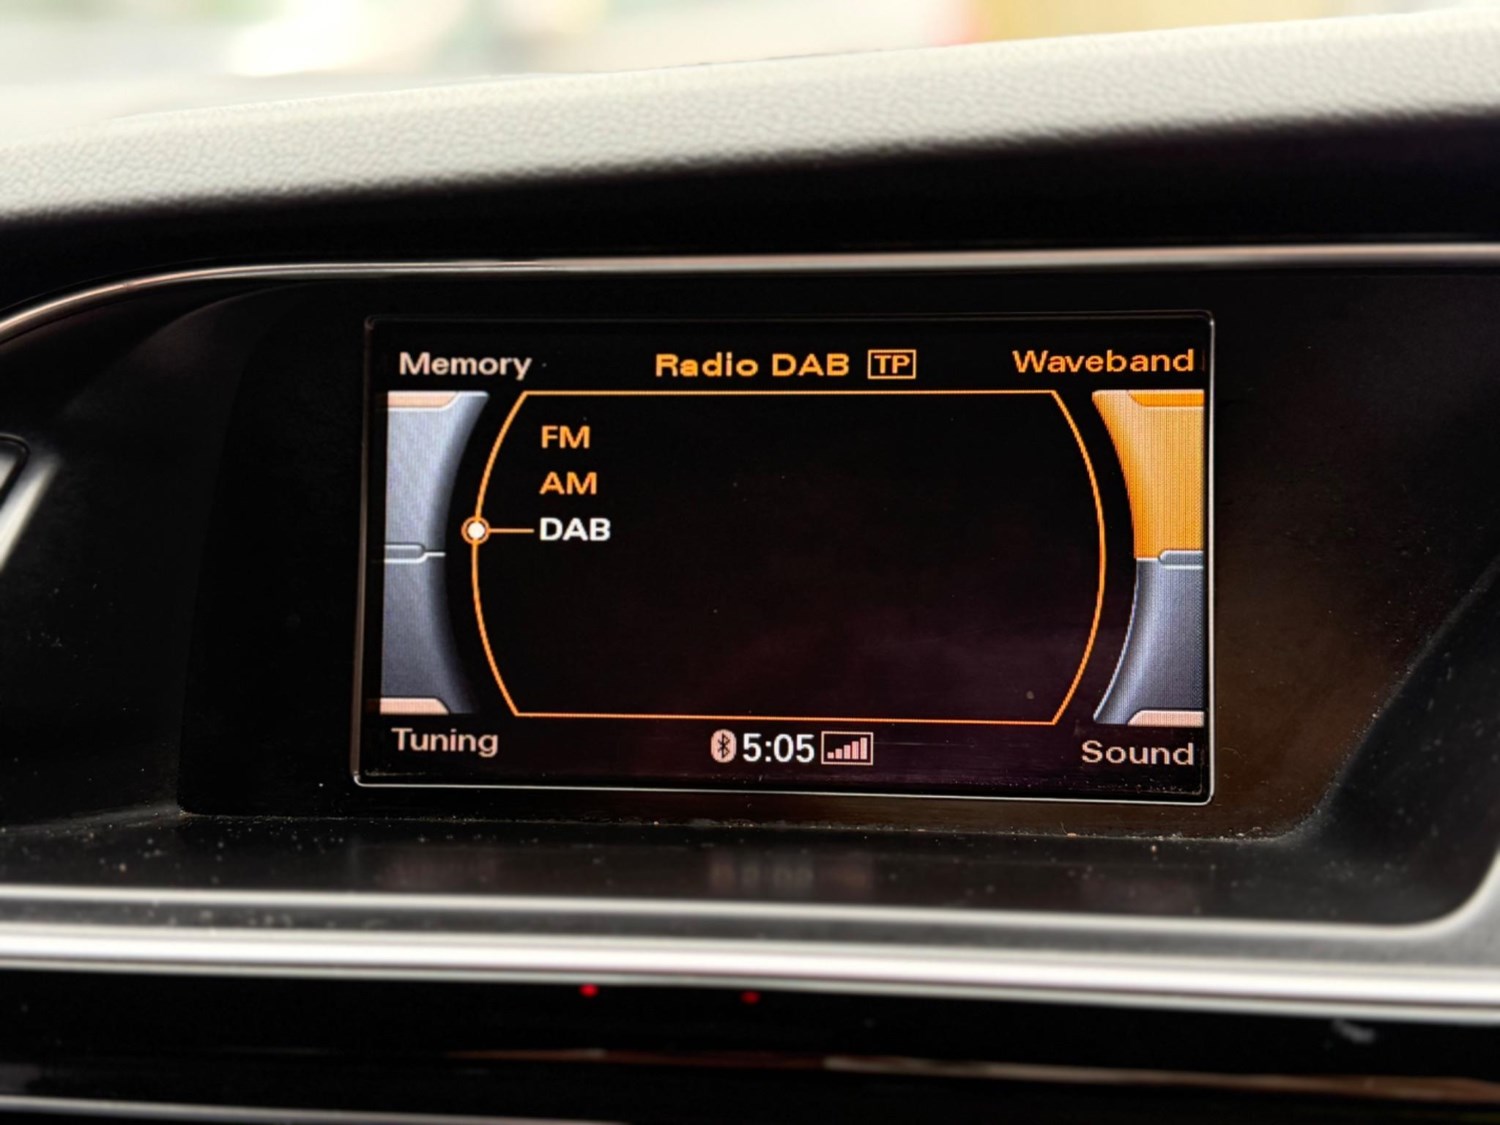 Memory Radio DAB TP Waveband
FM
AM
DAB
Tuning 5:05 Sound